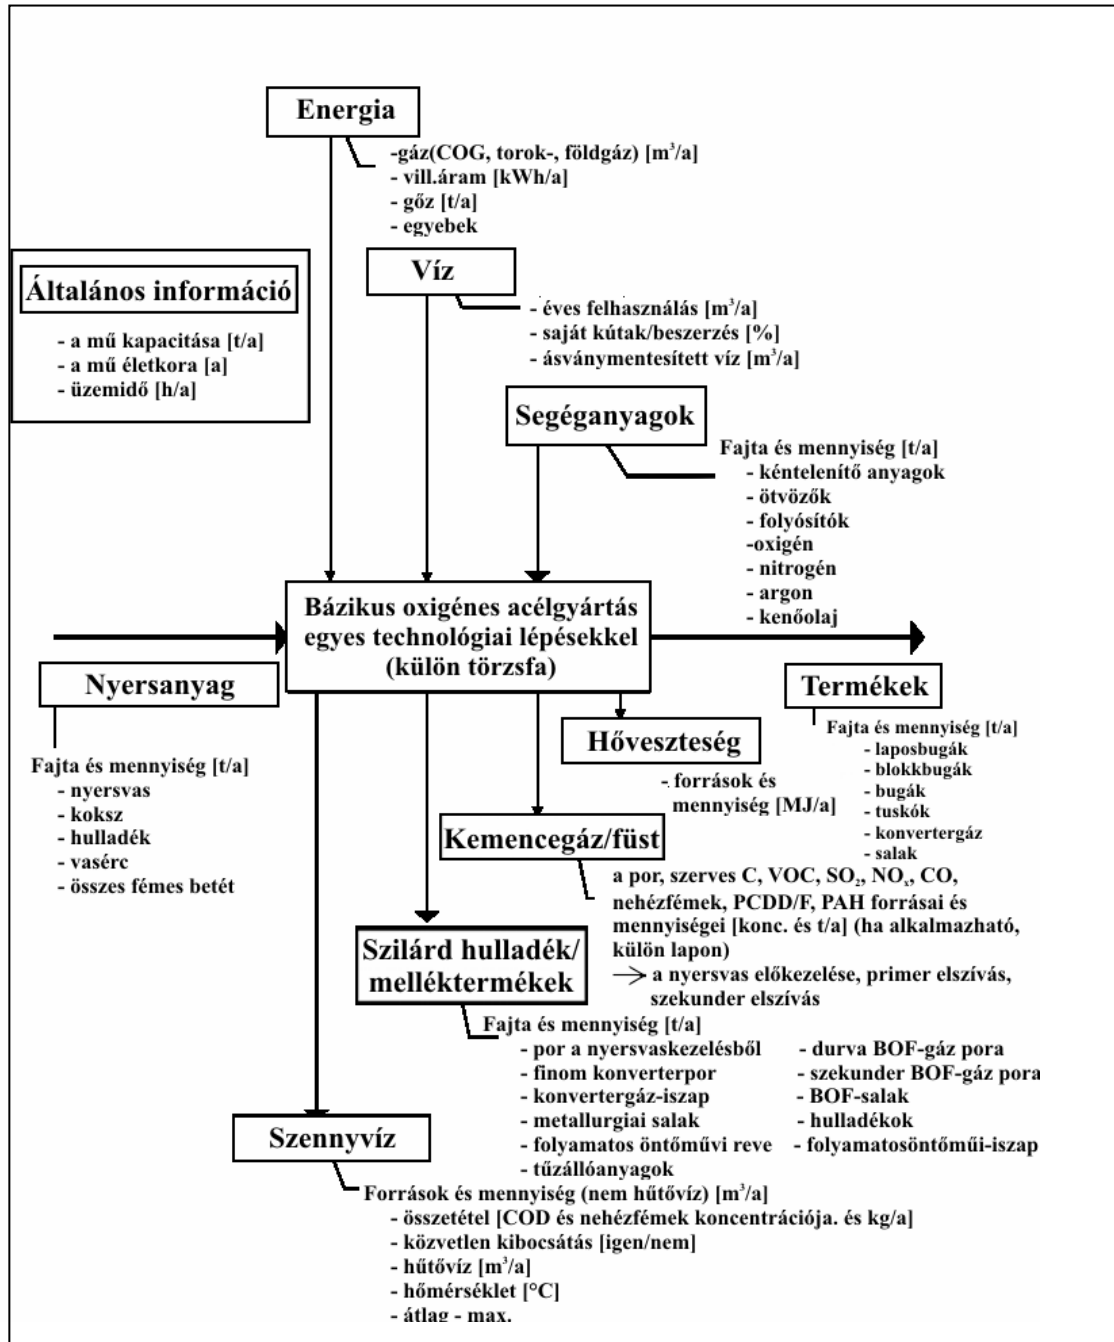 Energia
-gáz(COG, torok-, földgáz) [m³/a]
- vill.áram [kWh/a]
- gőz [t/a]
- egyebek
Általános információ
- a mű kapacitása [t/a]
- a mű életkora [a]
- üzemidő [h/a]
Víz
- éves felhasználás [m³/a]
- saját kútak/beszerzés [%]
- ásványmentesített víz [m³/a]
Segéganyagok
Fajta és mennyiség [t/a]
- kéntelenítő anyagok
- ötvözők
- folyósítók
-oxigén
- nitrogén
- argon
- kenőolaj
Bázikus oxigénes acélgyártás
egyes technológiai lépésekkel
(külön törzsfa)
Nyersanyag
Fajta és mennyiség [t/a]
- nyersvas
- koksz
- hulladék
- vasérc
- összes fémes betét
Termékek
Fajta és mennyiség [t/a]
- laposbugák
- blokkbugák
- bugák
- tuskók
- konvertergáz
- salak
Hőveszteség
- források és
mennyiség [MJ/a]
Kemencegáz/füst
a por, szerves C, VOC, SO₂, NOₓ, CO,
nehézfémek, PCDD/F, PAH forrásai és
mennyiségei [konc. és t/a] (ha alkalmazható,
külön lapon)
→ a nyersvas előkezelése, primer elszívás,
szekunder elszívás
Szilárd hulladék/
melléktermékek
Fajta és mennyiség [t/a]
- por a nyersvaskezelésből
- finom konverterpor
- konvertergáz-iszap
- metallurgiai salak
- folyamatos öntőművi reve
- tűzállóanyagok
- durva BOF-gáz pora
- szekunder BOF-gáz pora
- BOF-salak
- hulladékok
- folyamatosöntőműi-iszap
Szennyvíz
Források és mennyiség (nem hűtővíz) [m³/a]
- összetétel [COD és nehézfémek koncentrációja. és kg/a]
- közvetlen kibocsátás [igen/nem]
- hűtővíz [m³/a]
- hőmérséklet [°C]
- átlag - max.